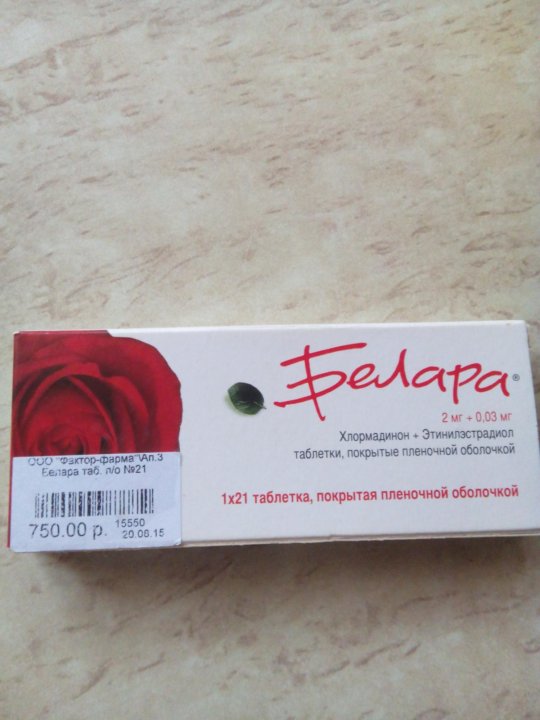 Белара®
2 мг + 0,03 мг
Хлормадинон + Этинилэстрадиол
таблетки, покрытые пленочной оболочкой
1x21 таблетка, покрытая пленочной оболочкой
ООО "Фактор-фарма"\Ап.3
Белара таб. п/о №21
750.00 р.
15550
20.08.15